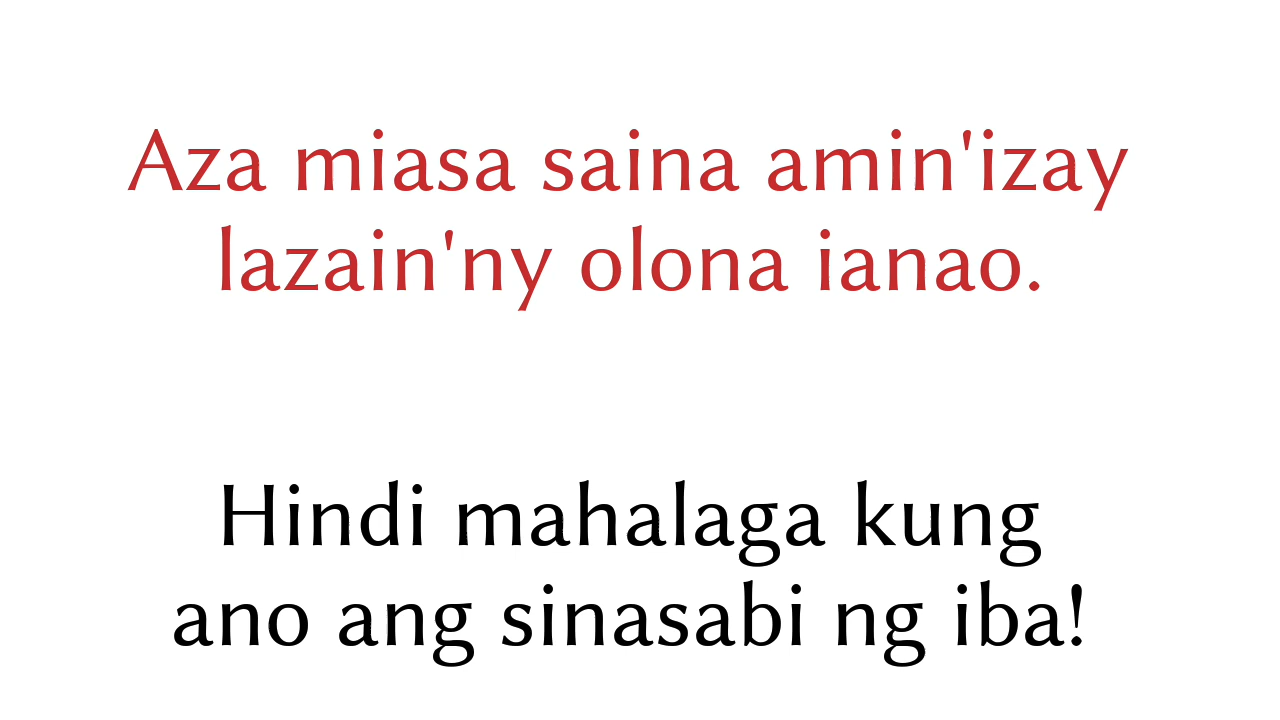 Aza miasa saina amin'izay
lazain'ny olona ianao.
Hindi mahalaga kung
ano ang sinasabi ng iba!